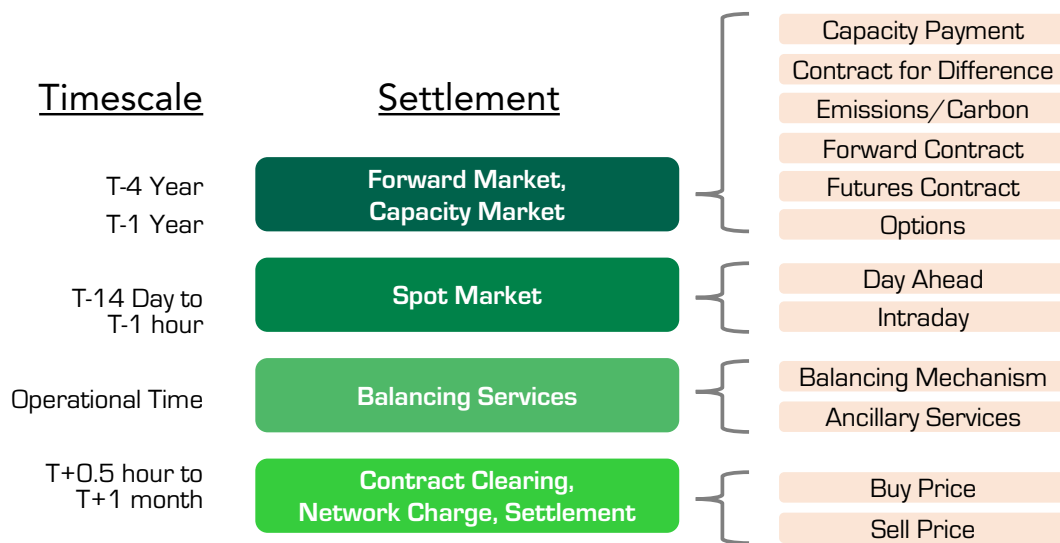 Timescale
Settlement
T-4 Year
T-1 Year
Forward Market,
Capacity Market
Capacity Payment
Contract for Difference
Emissions/Carbon
Forward Contract
Futures Contract
Options
T-14 Day to
T-1 hour
Spot Market
Day Ahead
Intraday
Operational Time
Balancing Services
Balancing Mechanism
Ancillary Services
T+0.5 hour to
T+1 month
Contract Clearing,
Network Charge, Settlement
Buy Price
Sell Price